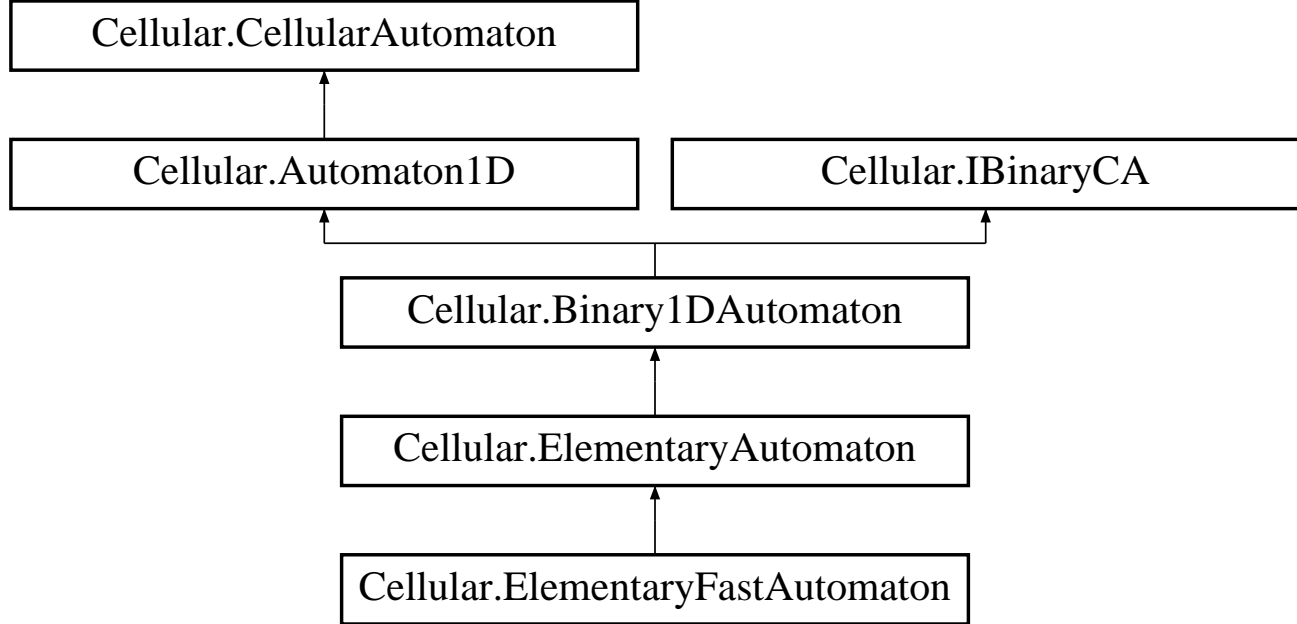 Cellular.CellularAutomaton
Cellular.Automaton1D
Cellular.IBinaryCA
Cellular.Binary1DAutomaton
Cellular.ElementaryAutomaton
Cellular.ElementaryFastAutomaton